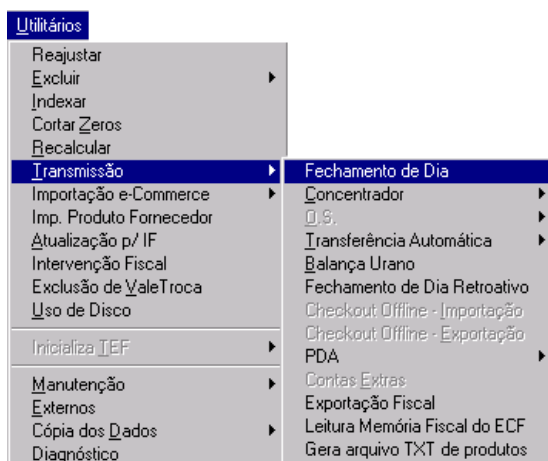 Utilitários
Reajustar
Excluir
Indexar
Cortar Zeros
Recalcular
Transmissão
Importação e-Commerce
Imp. Produto Fornecedor
Atualização p/ IF
Intervenção Fiscal
Exclusão de ValeTroca
Uso de Disco
Inicializa TEF
Manutenção
Externos
Cópia dos Dados
Diagnóstico
Fechamento de Dia
Concentrador
O.S.
Transferência Automática
Balança Urano
Fechamento de Dia Retroativo
Checkout Offline - Importação
Checkout Offline - Exportação
PDA
Contas Extras
Exportação Fiscal
Leitura Memória Fiscal do ECF
Gera arquivo TXT de produtos